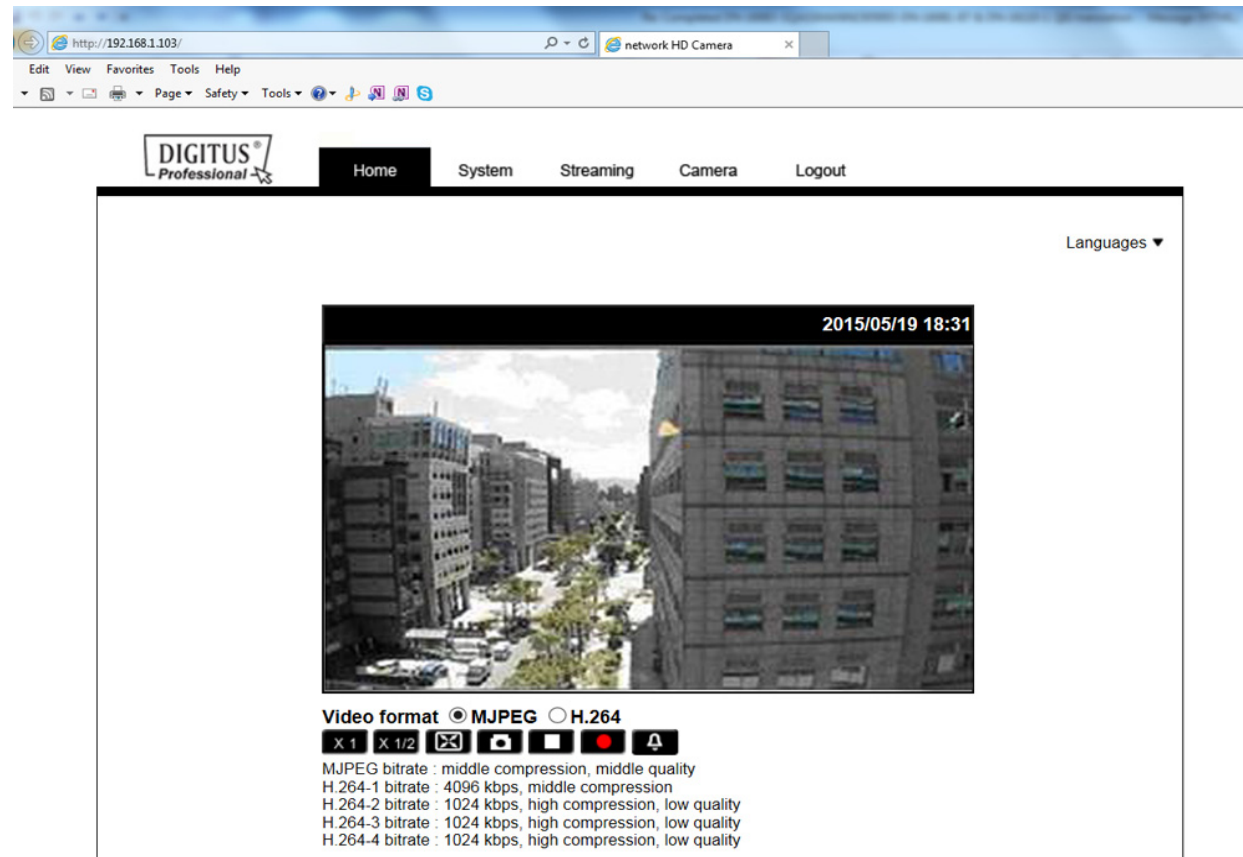 http://192.168.1.103/
network HD Camera
Edit View Favorites Tools Help
Page Safety Tools
DIGITUS®
Professional
Home System Streaming Camera Logout
Languages ▼
2015/05/19 18:31
Video format MJPEG H.264
X 1 X 1/2
MJPEG bitrate : middle compression, middle quality
H.264-1 bitrate : 4096 kbps, middle compression
H.264-2 bitrate : 1024 kbps, high compression, low quality
H.264-3 bitrate : 1024 kbps, high compression, low quality
H.264-4 bitrate : 1024 kbps, high compression, low quality